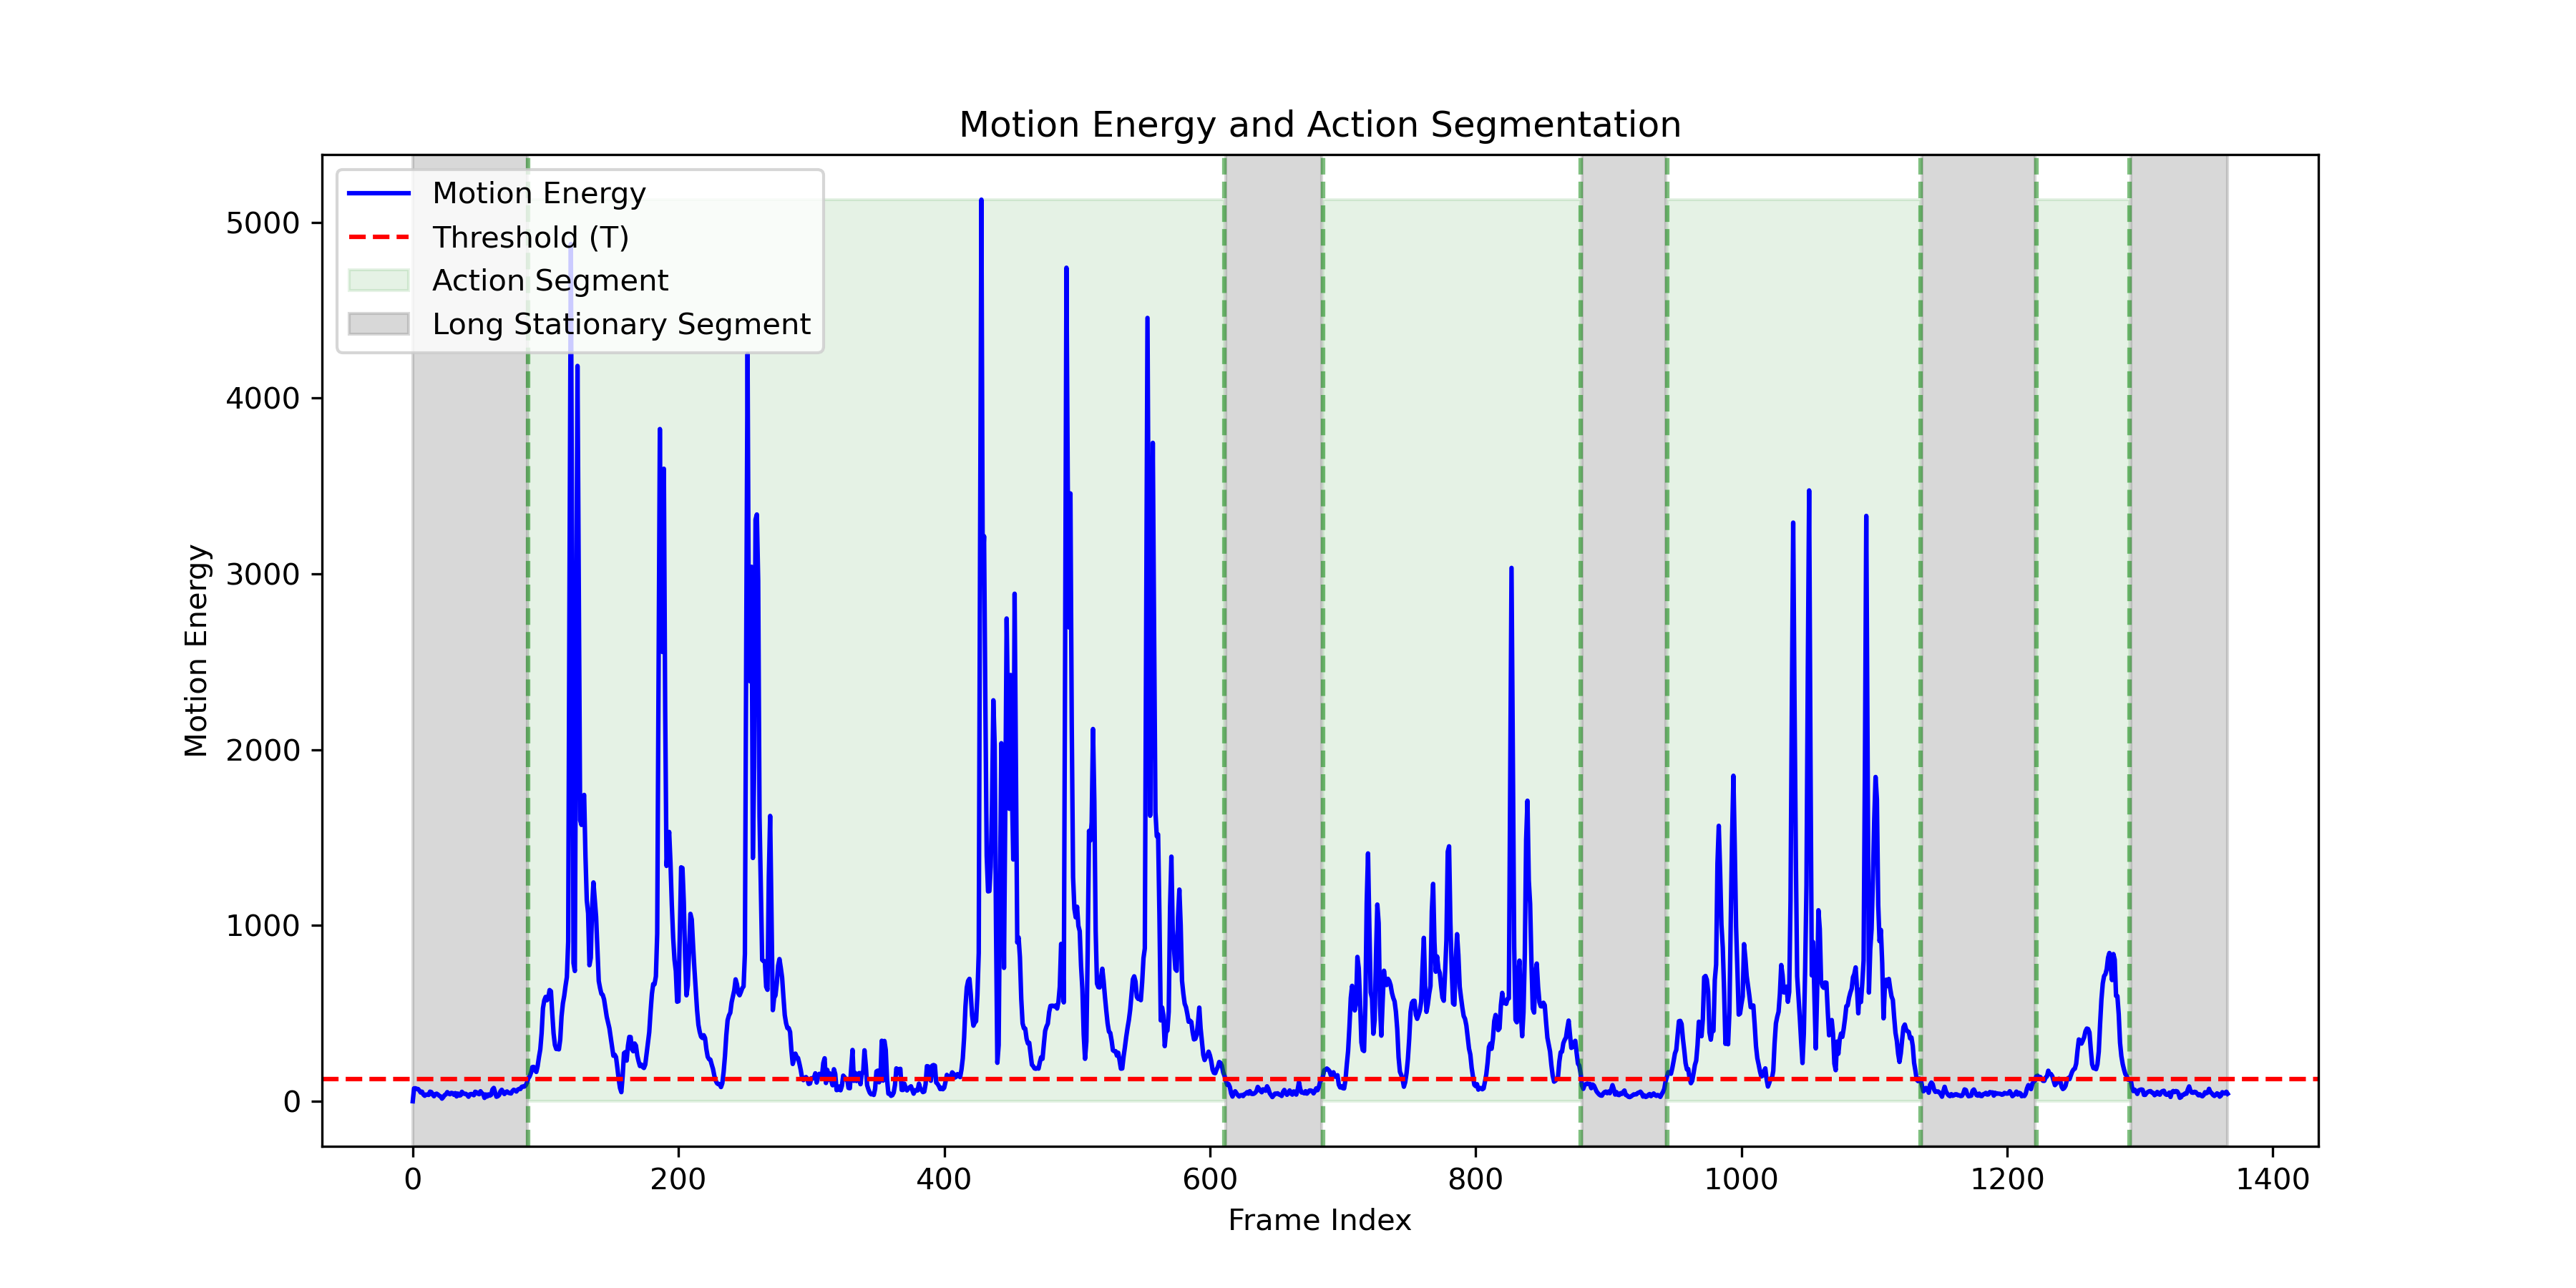 Motion Energy and Action Segmentation
Motion Energy
Threshold (T)
Action Segment
Long Stationary Segment
5000
4000
3000
2000
1000
0
Motion Energy
0 200 400 600 800 1000 1200 1400
Frame Index